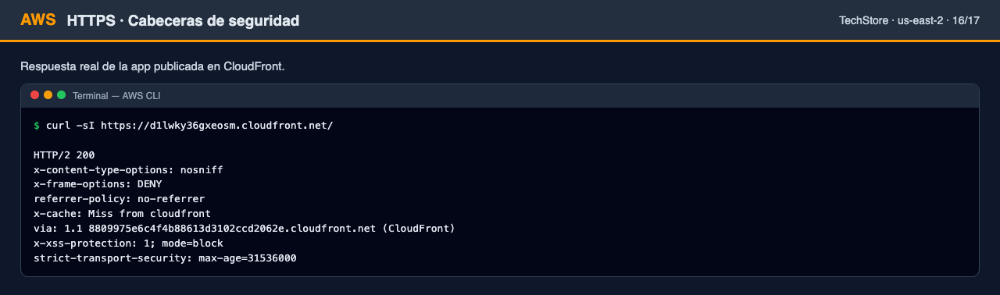 AWS HTTPS · Cabeceras de seguridad
TechStore · us-east-2 · 16/17
Respuesta real de la app publicada en CloudFront.
Terminal — AWS CLI
$ curl -sI https://d1lwky36gxeosm.cloudfront.net/
HTTP/2 200
x-content-type-options: nosniff
x-frame-options: DENY
referrer-policy: no-referrer
x-cache: Miss from cloudfront
via: 1.1 8809975e6c4f4b88613d3102ccd2062e.cloudfront.net (CloudFront)
x-xss-protection: 1; mode=block
strict-transport-security: max-age=31536000